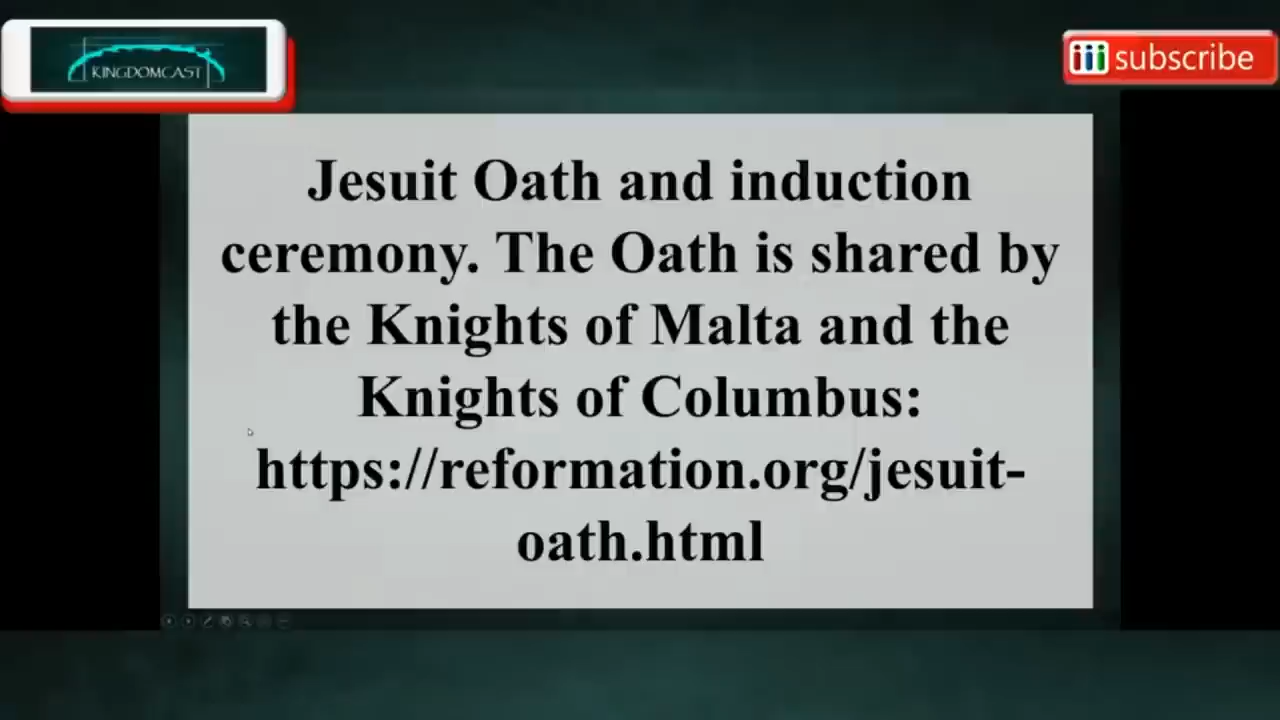 KINGDOMCAST
subscribe
Jesuit Oath and induction
ceremony. The Oath is shared by
the Knights of Malta and the
Knights of Columbus:
https://reformation.org/jesuit-
oath.html